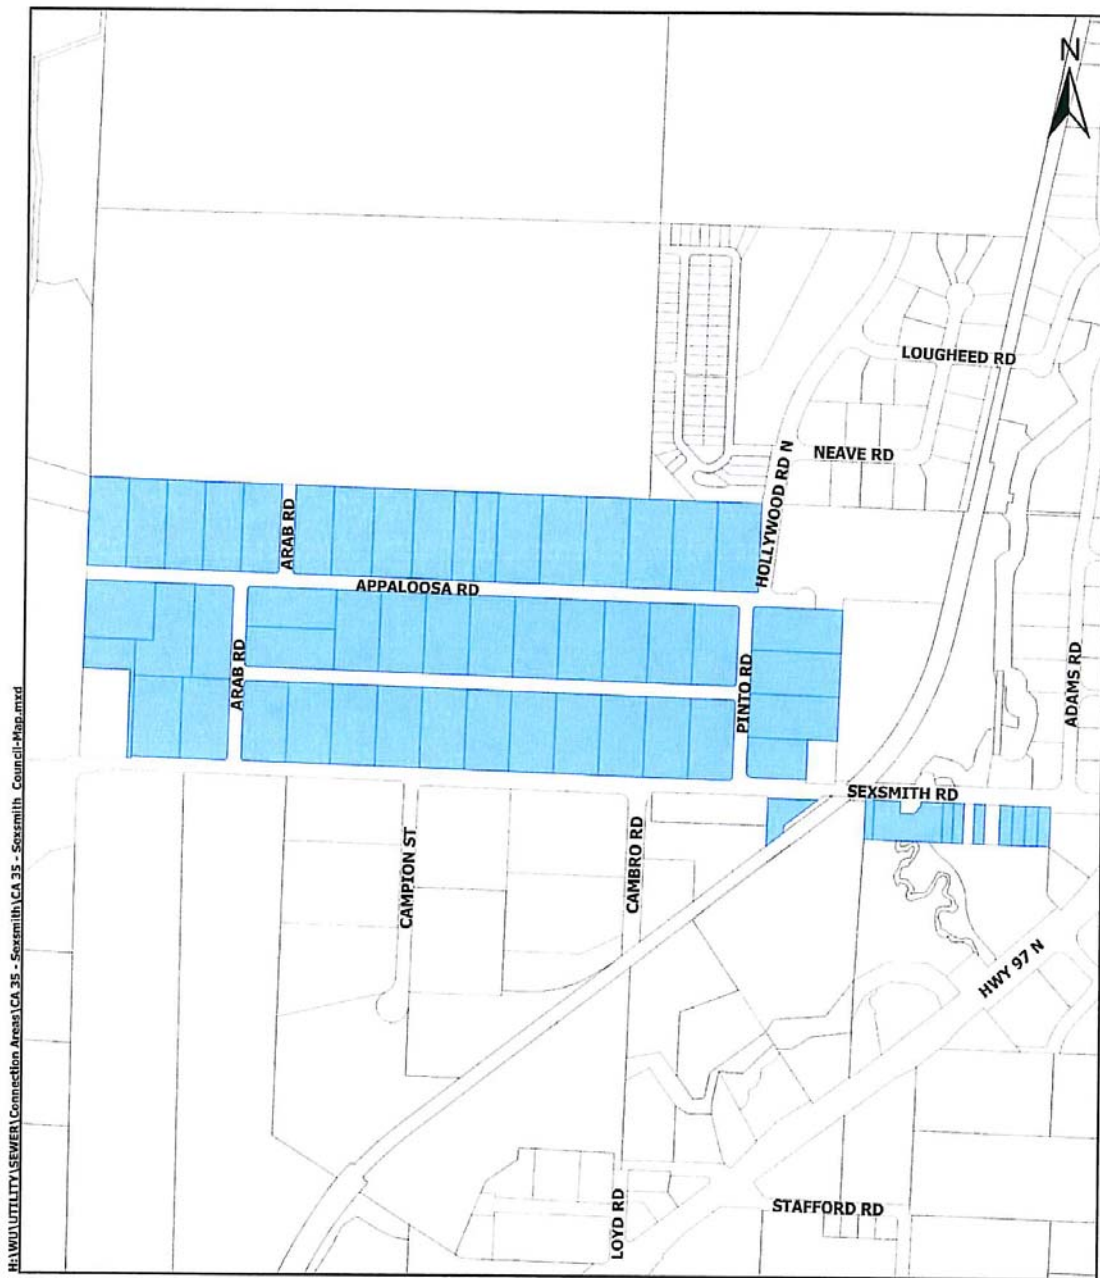 N
LOUGHEED RD
NEAVE RD
HOLLYWOOD RD N
ARAB RD
APPALOOSA RD
ARAB RD
PINTO RD
ADAMS RD
SEXSMITH RD
CAMPION ST
CAMBRO RD
HWY 97 N
LOYD RD
STAFFORD RD
H:\WU\UTILITY\SEWER\Connection Areas\CA 35 - Sexsmith\CA 35 - Sexsmith_Council-Map.mxd